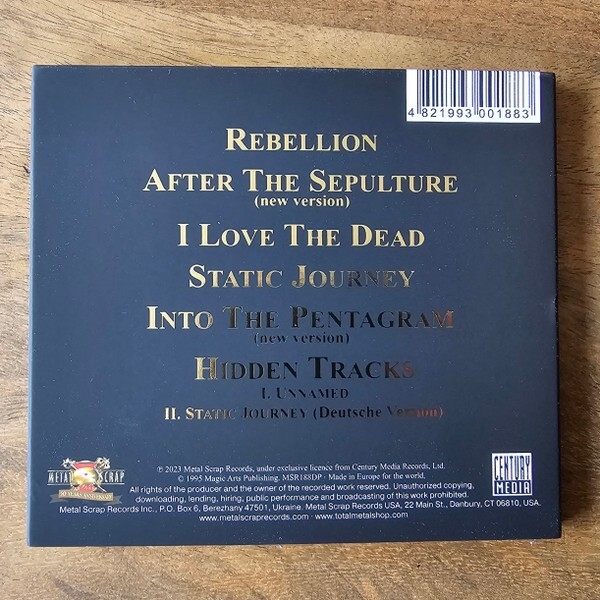 4 821993 001883
REBELLION
AFTER THE SEPULTURE
(new version)
I LOVE THE DEAD
STATIC JOURNEY
INTO THE PENTAGRAM
(new version)
HIDDEN TRACKS
I. UNNAMED
II. STATIC JOURNEY (Deutsche Version)
℗ 2023 Metal Scrap Records, under exclusive licence from Century Media Records, Ltd.
© 1995 Magic Arts Publishing. MSR188DP · Made in Europe for the world.
All rights of the producer and the owner of the recorded work reserved. Unauthorized copying,
downloading, lending, hiring, public performance and broadcasting of this work prohibited.
Metal Scrap Records Inc., P.O. Box 6, Berezhany 47501, Ukraine. Metal Scrap Records USA, 22 Main St., Danbury, CT 06810, USA.
www.metalscraprecords.com · www.totalmetalshop.com
METAL SCRAP
CENTURY
MEDIA